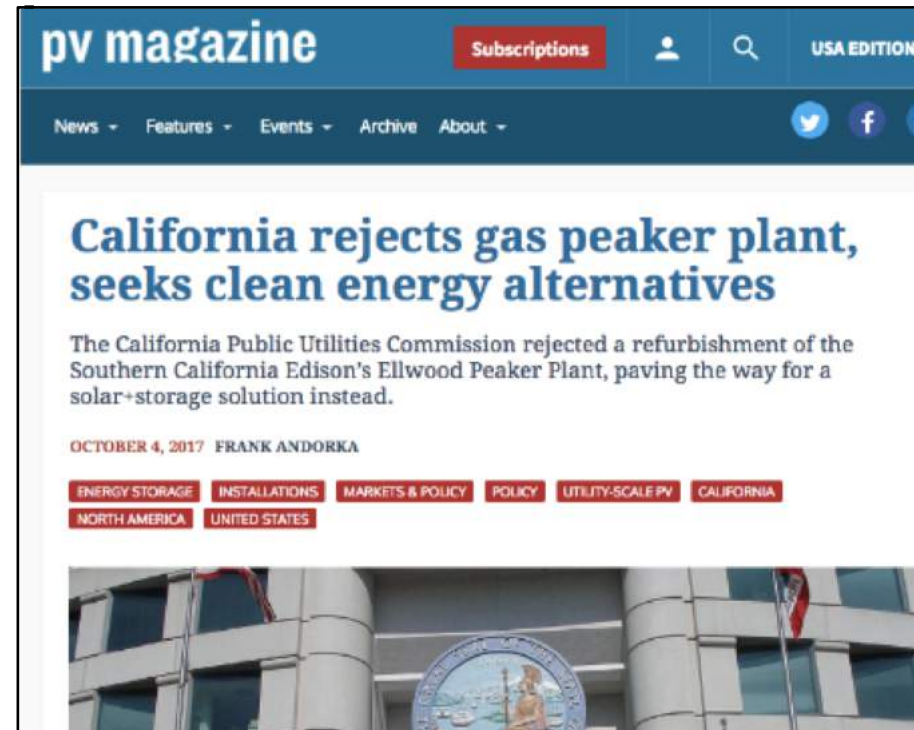 pv magazine
Subscriptions
USA EDITION
News
Features
Events
Archive
About
California rejects gas peaker plant,
seeks clean energy alternatives
The California Public Utilities Commission rejected a refurbishment of the
Southern California Edison's Ellwood Peaker Plant, paving the way for a
solar+storage solution instead.
OCTOBER 4, 2017 FRANK ANDORKA
ENERGY STORAGE INSTALLATIONS MARKETS & POLICY POLICY UTILITY-SCALE PV CALIFORNIA
NORTH AMERICA UNITED STATES